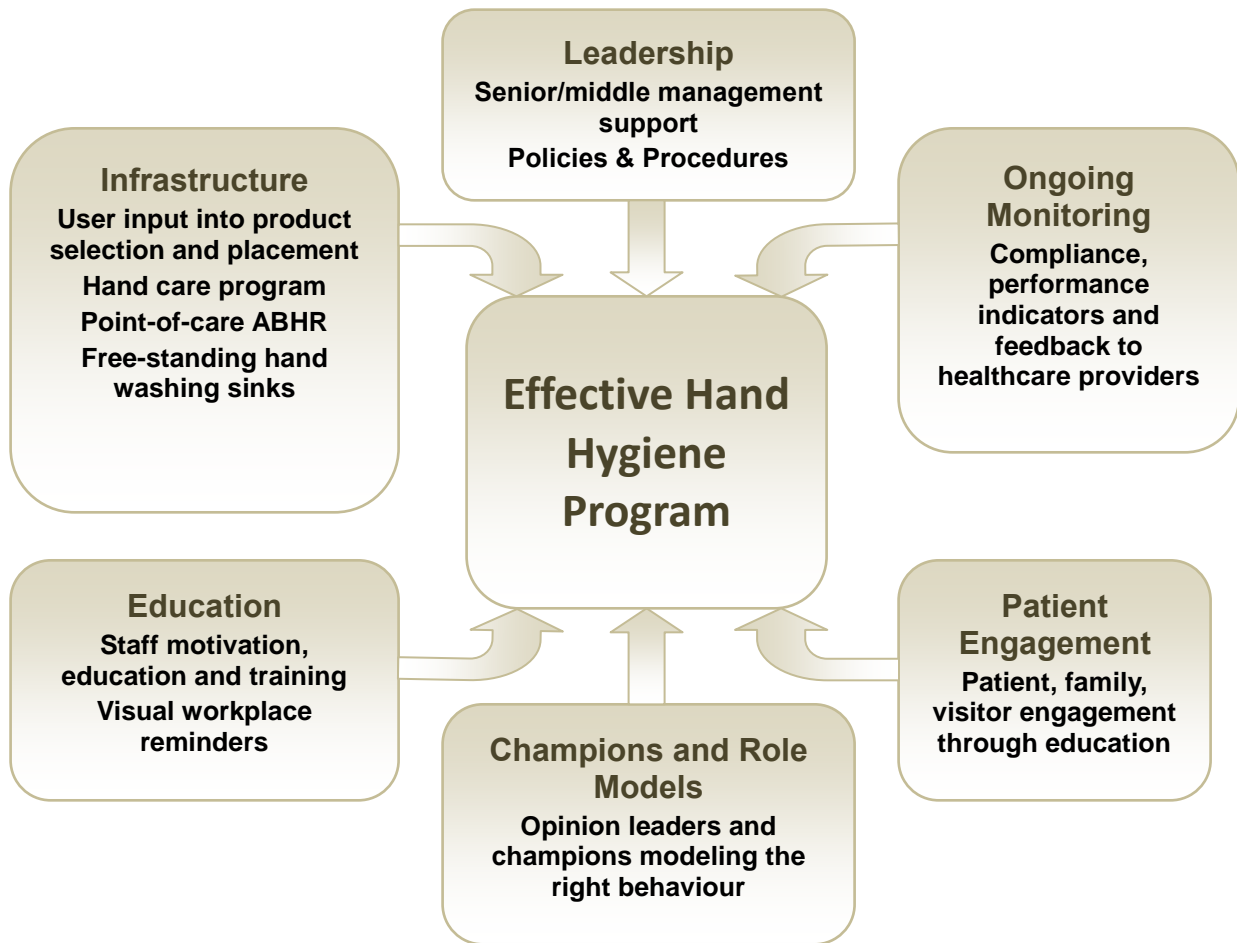 Leadership
Senior/middle management
support
Policies & Procedures
Infrastructure
User input into product
selection and placement
Hand care program
Point-of-care ABHR
Free-standing hand
washing sinks
Ongoing
Monitoring
Compliance,
performance
indicators and
feedback to
healthcare providers
Effective Hand
Hygiene
Program
Education
Staff motivation,
education and training
Visual workplace
reminders
Champions and Role
Models
Opinion leaders and
champions modeling the
right behaviour
Patient
Engagement
Patient, family,
visitor engagement
through education